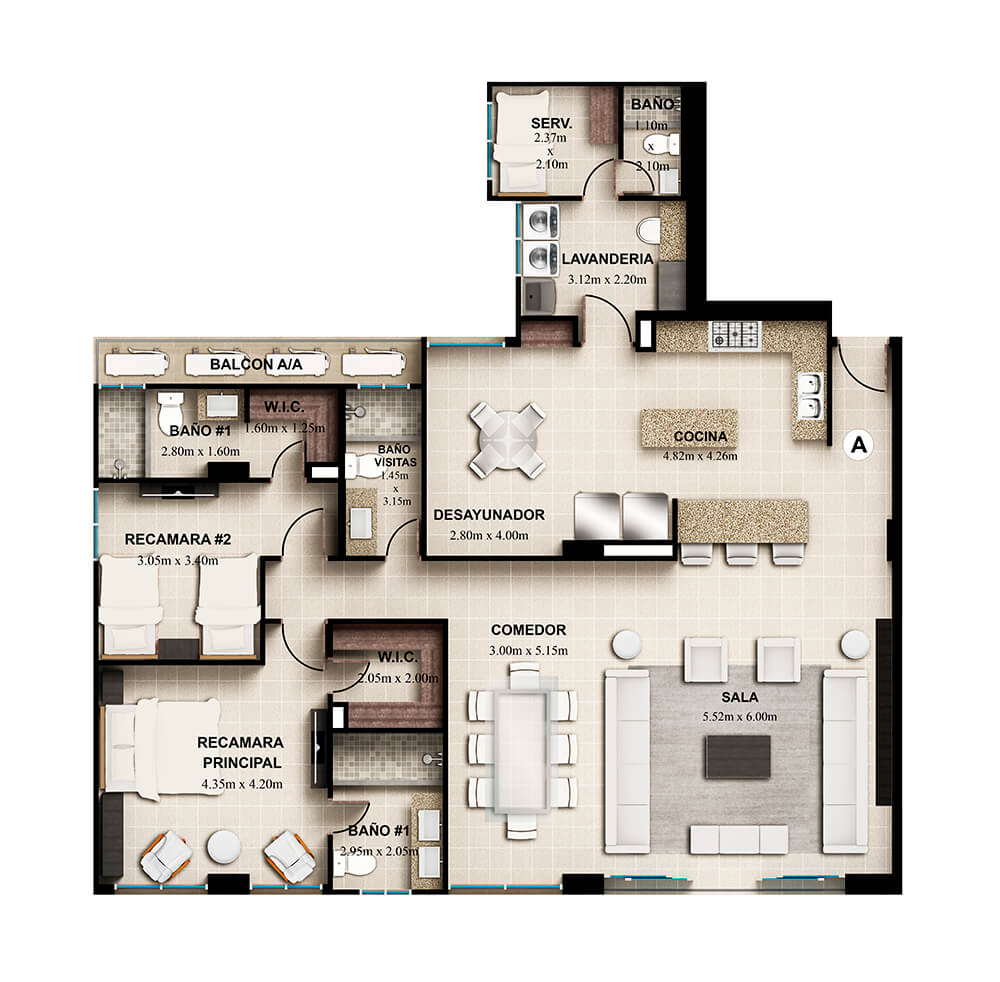 SERV.
2.37m
x
2.10m
BAÑO
1.10m
x
2.10m
LAVANDERIA
3.12m x 2.20m
BALCON A/A
W.I.C.
1.60m x 1.25m
BAÑO #1
2.80m x 1.60m
BAÑO
VISITAS
1.45m
x
3.15m
COCINA
4.82m x 4.26m
A
DESAYUNADOR
2.80m x 4.00m
RECAMARA #2
3.05m x 3.40m
COMEDOR
3.00m x 5.15m
W.I.C.
2.05m x 2.00m
SALA
5.52m x 6.00m
RECAMARA
PRINCIPAL
4.35m x 4.20m
BAÑO #1
2.95m x 2.05m